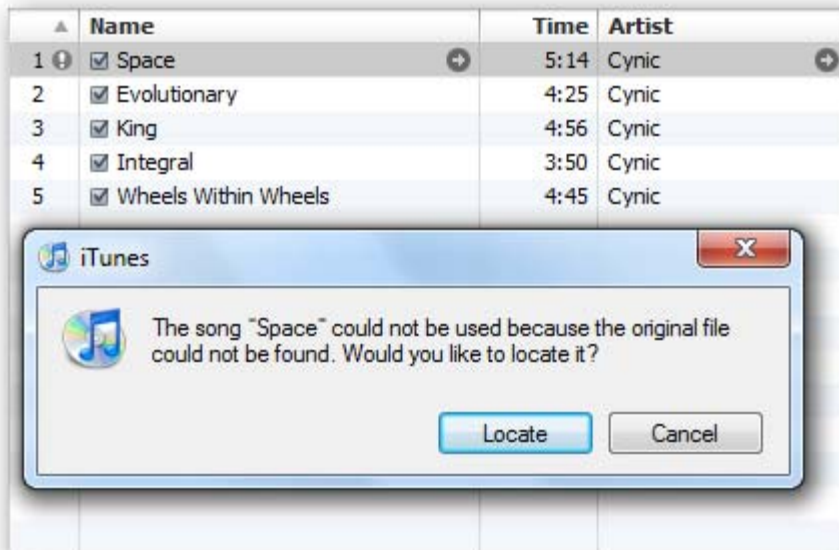 Name Time Artist
1 Space 5:14 Cynic
2 Evolutionary 4:25 Cynic
3 King 4:56 Cynic
4 Integral 3:50 Cynic
5 Wheels Within Wheels 4:45 Cynic
iTunes
The song “Space” could not be used because the original file
could not be found. Would you like to locate it?
Locate Cancel